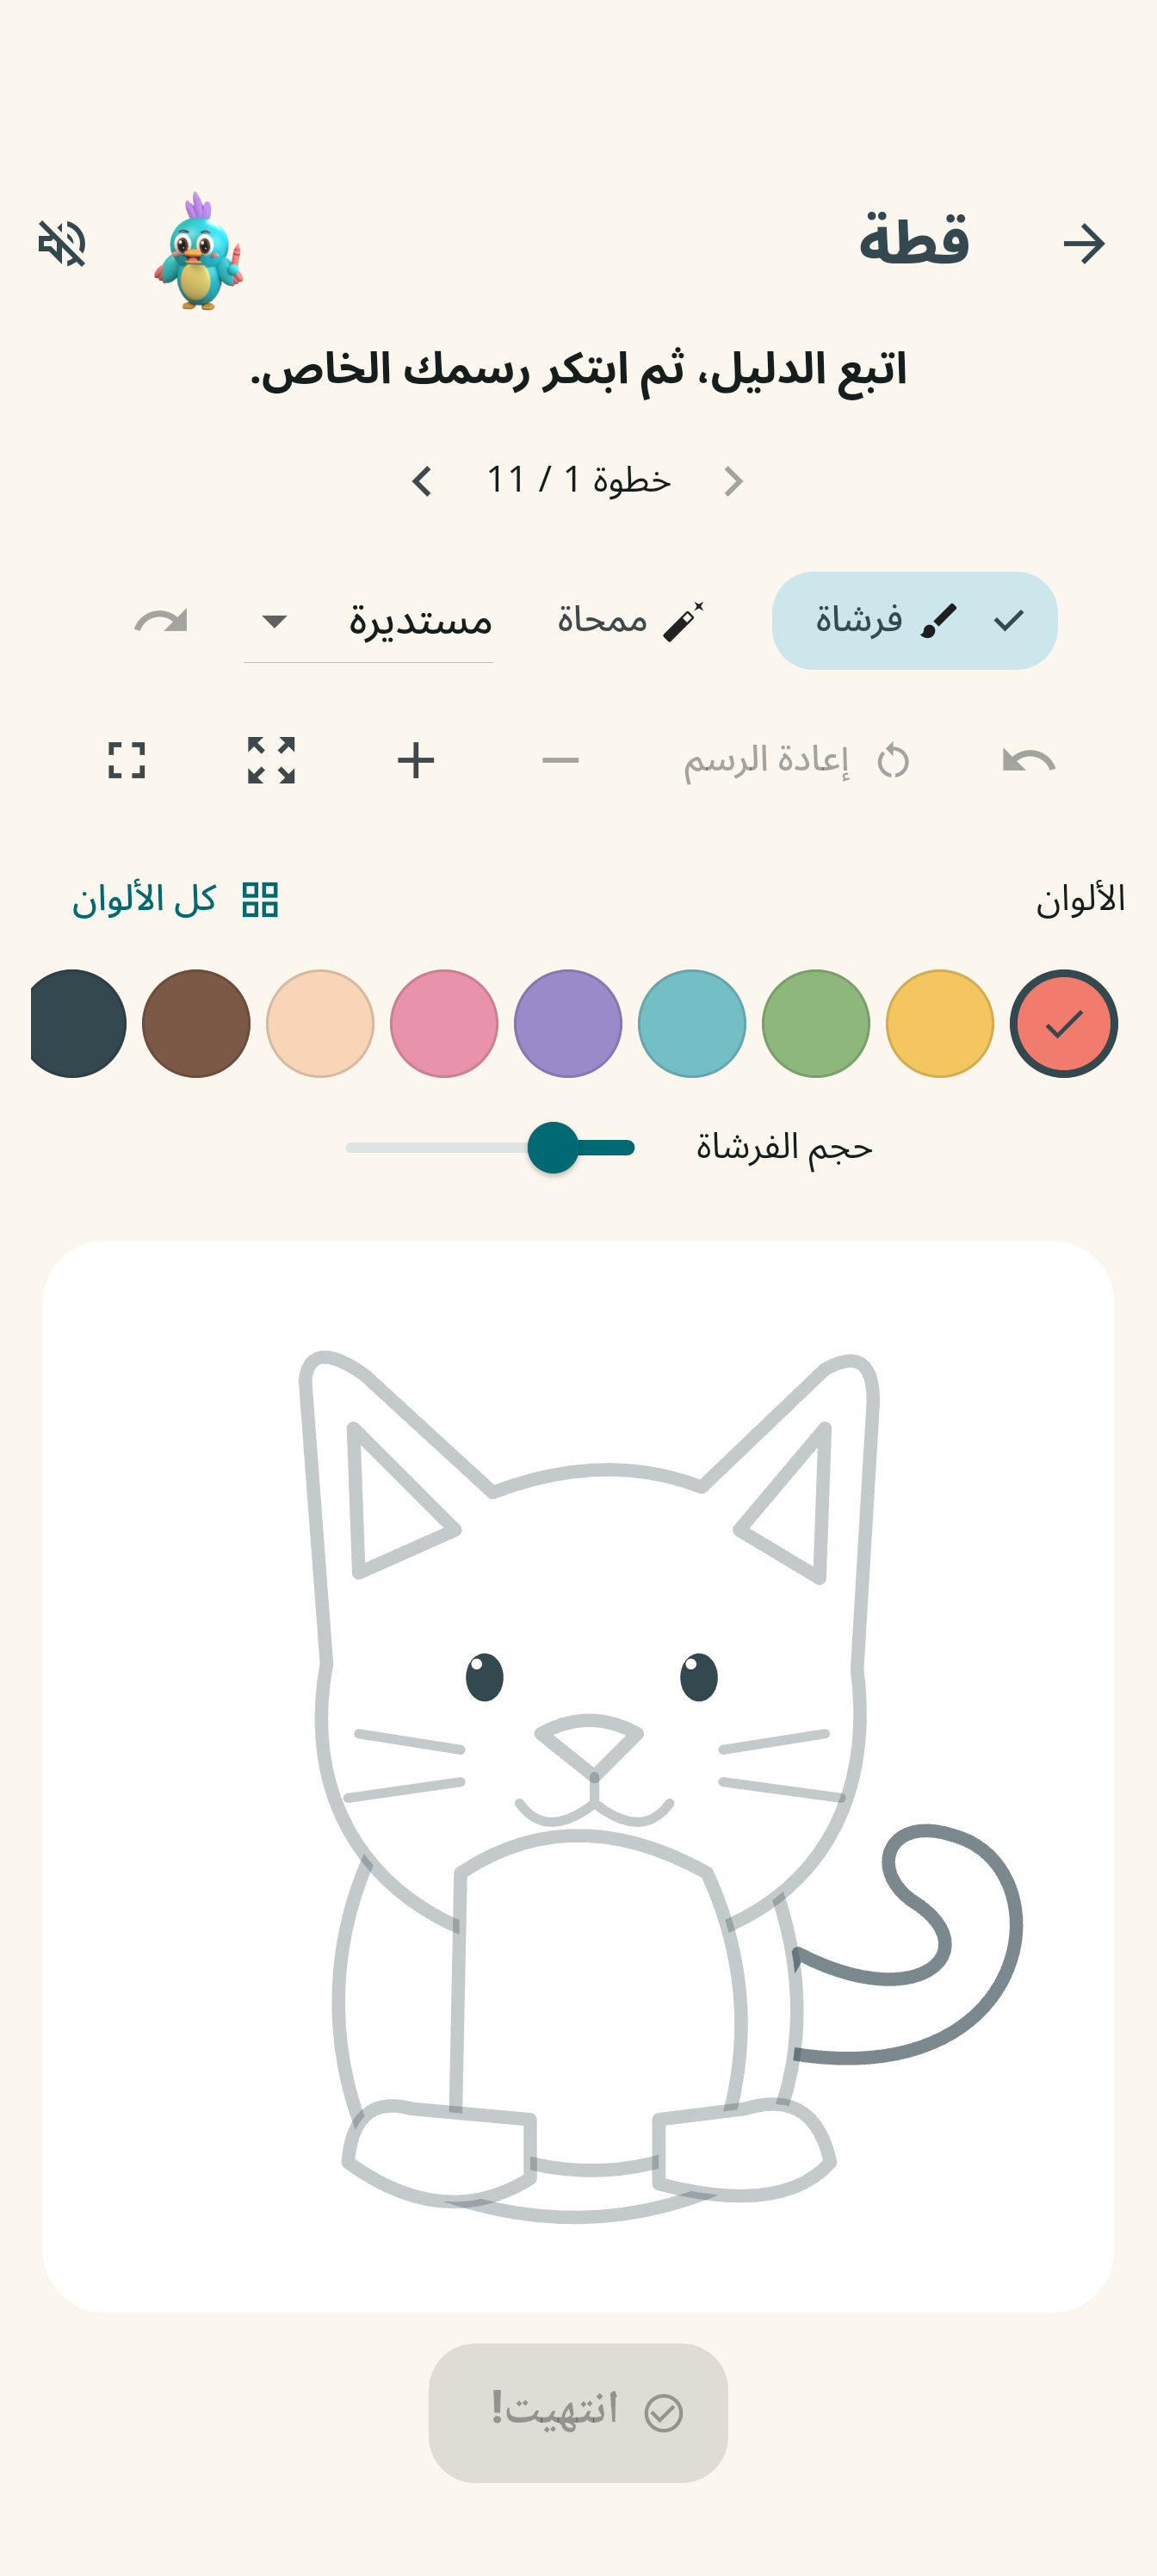 قطة
اتبع الدليل، ثم ابتكر رسمك الخاص.
خطوة 1 / 11
فرشاة ممحاة مستديرة
إعادة الرسم
الألوان كل الألوان
حجم الفرشاة
انتهيت!